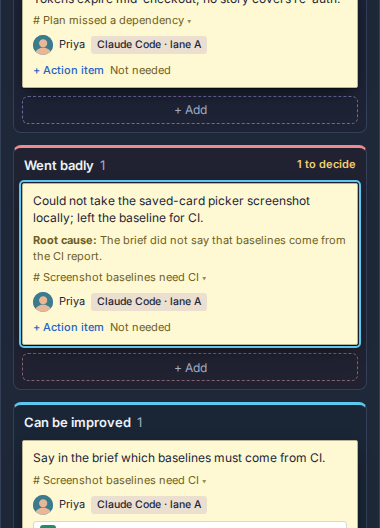 Tokens expire mid-checkout; no story covers re-auth.
# Plan missed a dependency
Priya Claude Code · lane A
+ Action item Not needed
+ Add
Went badly 1 1 to decide
Could not take the saved-card picker screenshot
locally; left the baseline for CI.
Root cause: The brief did not say that baselines come from
the CI report.
# Screenshot baselines need CI
Priya Claude Code · lane A
+ Action item Not needed
+ Add
Can be improved 1
Say in the brief which baselines must come from CI.
# Screenshot baselines need CI
Priya Claude Code · lane A